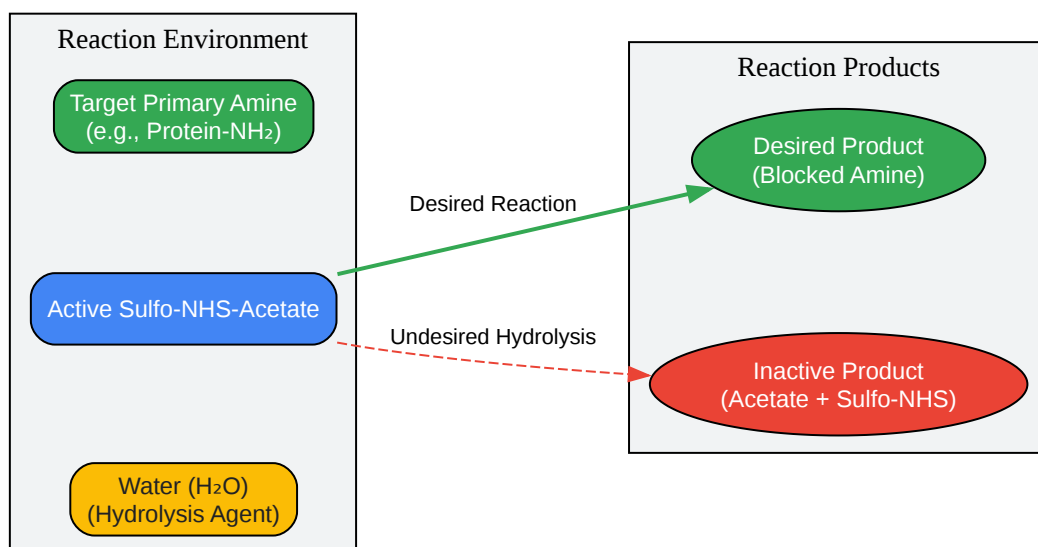 Reaction Environment
Target Primary Amine
(e.g., Protein-NH₂)
Active Sulfo-NHS-Acetate
Water (H₂O)
(Hydrolysis Agent)
Desired Reaction
Undesired Hydrolysis
Reaction Products
Desired Product
(Blocked Amine)
Inactive Product
(Acetate + Sulfo-NHS)